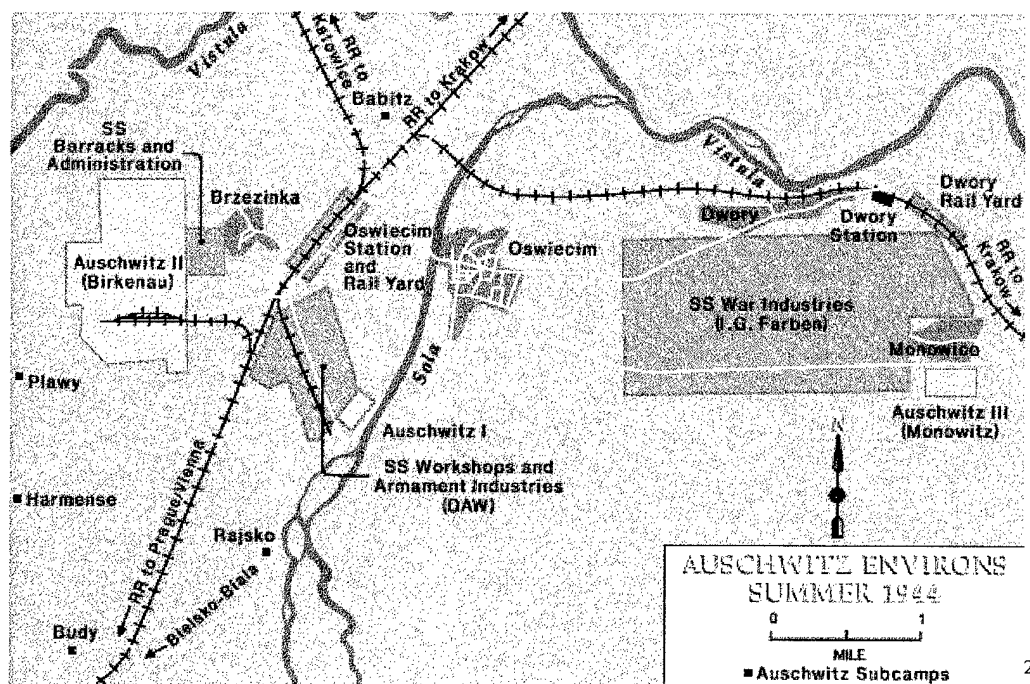 Vistula
RR to
Katowice
RR to Krakow
Babitz
SS
Barracks and
Administration
Brzezinka
Vistula
Dwory
Rail Yard
Dwory
Dwory
Station
Oswiecim
Station
and
Rail Yard
Oswiecim
Auschwitz II
(Birkenau)
RR to
Krakow
SS War Industries
(I.G. Farben)
Monowice
Sola
Plawy
Auschwitz III
(Monowitz)
Auschwitz I
N
SS Workshops and
Armament Industries
(DAW)
Harmense
RR to Prague/Vienna
Rajsko
Bielsko-Biala
Budy
AUSCHWITZ ENVIRONS
SUMMER 1944
0 1 1
MILE
Auschwitz Subcamps
2